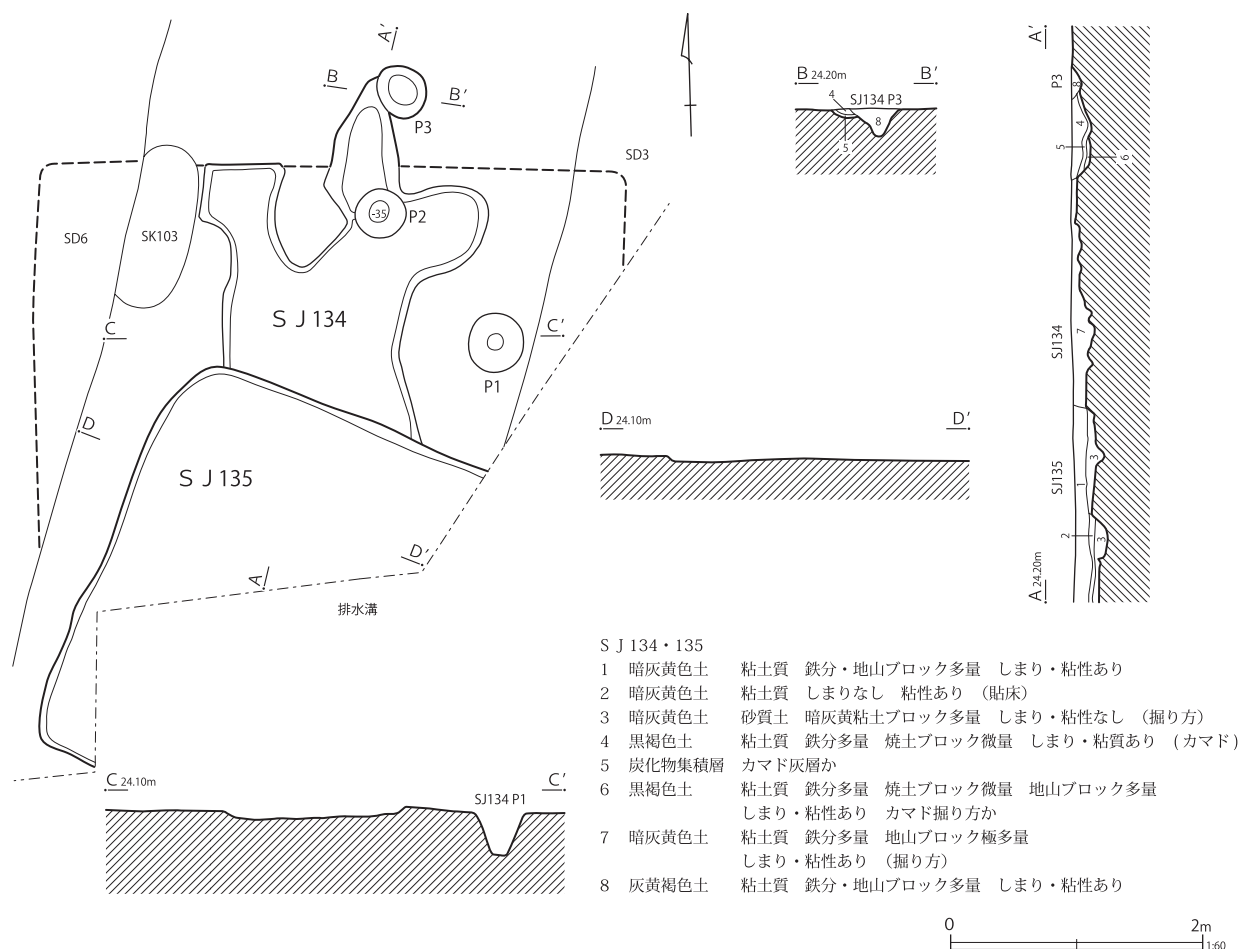 A′
B
B′
P3
SD3
SD6
SK103
-35
P2
S J 134
C
C′
P1
D
S J 135
D′
A
排水溝
B 24.20m
B′
4
SJ134 P3
8
5
D 24.10m
D′
A′
P3
8
4
5
6
SJ134
7
SJ135
3
1
2
3
A 24.20m
C 24.10m
C′
SJ134 P1
S J 134・135
1 暗灰黄色土 粘土質 鉄分・地山ブロック多量 しまり・粘性あり
2 暗灰黄色土 粘土質 しまりなし 粘性あり (貼床)
3 暗灰黄色土 砂質土 暗灰黄粘土ブロック多量 しまり・粘性なし (掘り方)
4 黒褐色土 粘土質 鉄分多量 焼土ブロック微量 しまり・粘質あり (カマド)
5 炭化物集積層 カマド灰層か
6 黒褐色土 粘土質 鉄分多量 焼土ブロック微量 地山ブロック多量
しまり・粘性あり カマド掘り方か
7 暗灰黄色土 粘土質 鉄分多量 地山ブロック極多量
しまり・粘性あり (掘り方)
8 灰黄褐色土 粘土質 鉄分・地山ブロック多量 しまり・粘性あり
0 2m
1:60